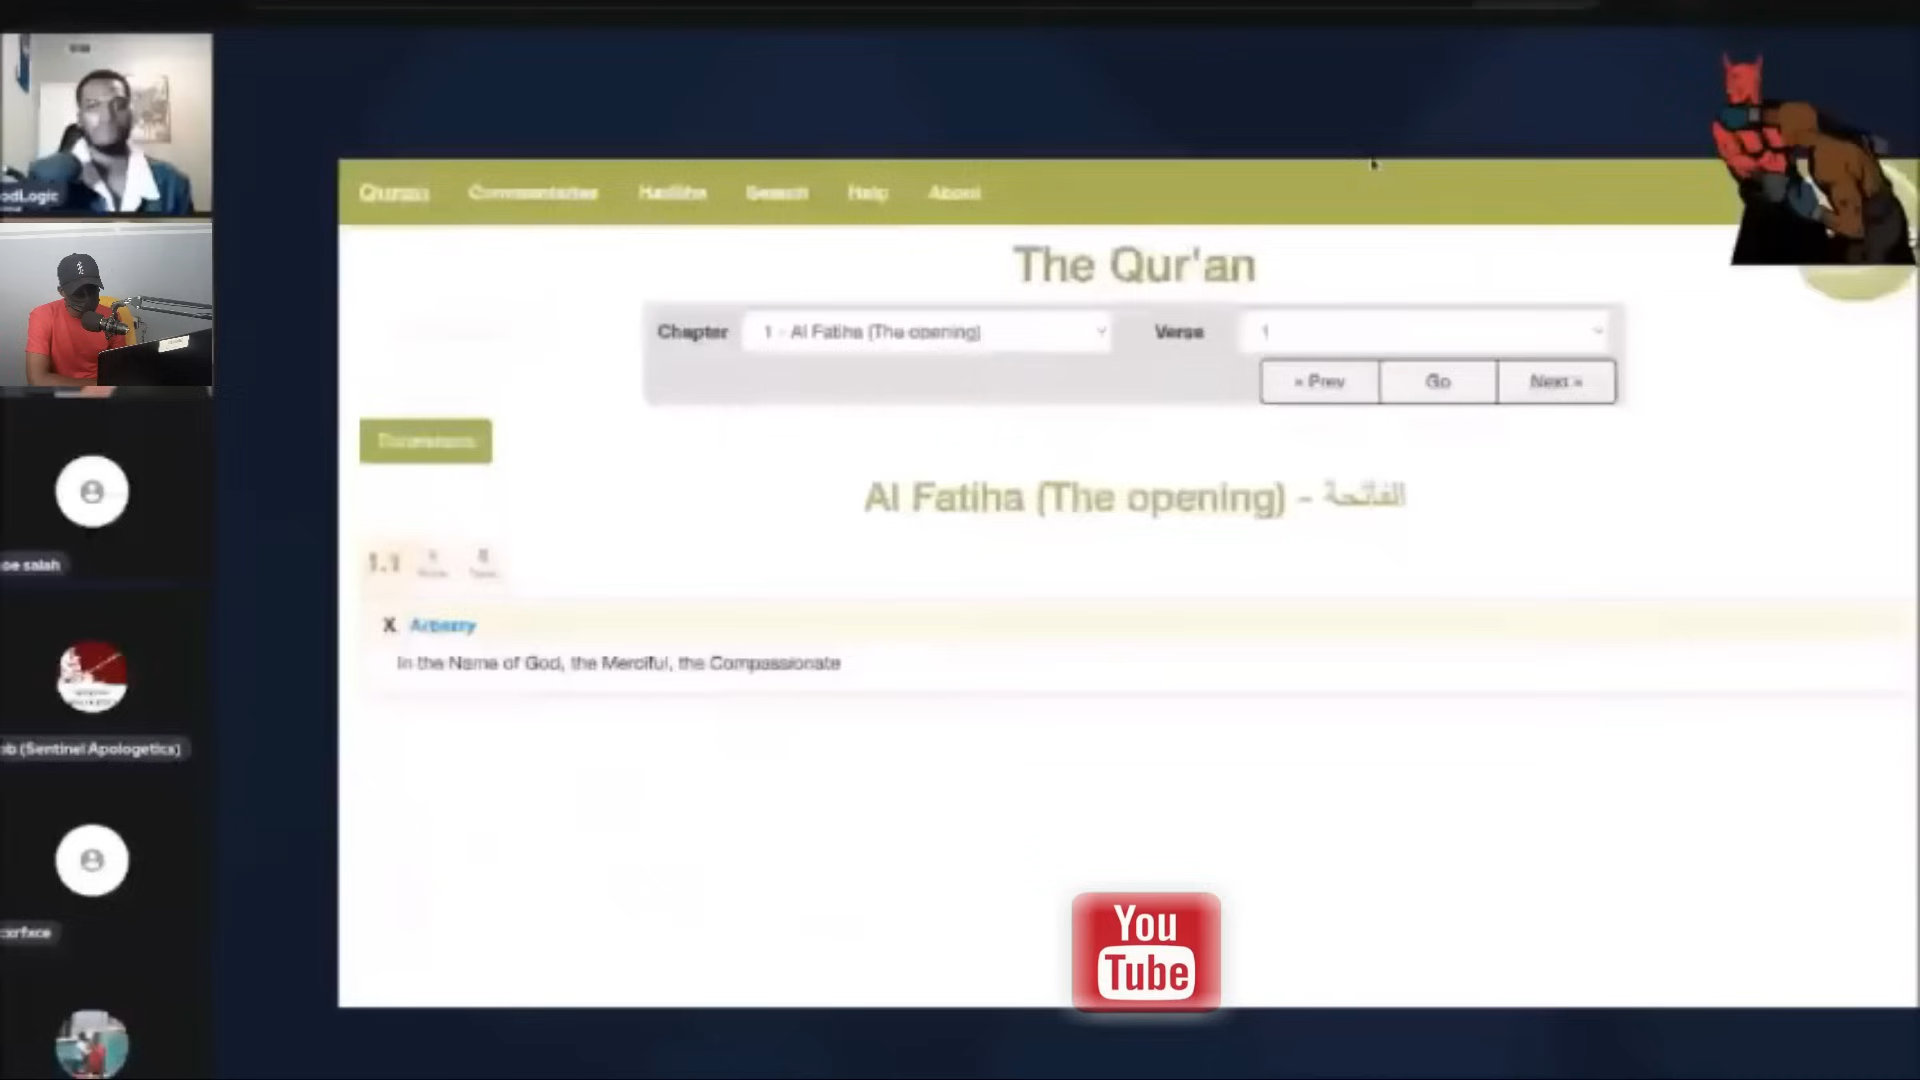 odLogic
Quran Commentaries Hadiths Search Help About
The Qur'an
Chapter 1 - Al Fatiha (The opening) Verse 1
« Prev Go Next »
Al Fatiha (The opening) - الفاتحة
1.1
X Arberry
In the Name of God, the Merciful, the Compassionate
oe salah
ob (Sentinel Apologetics)
You
Tube